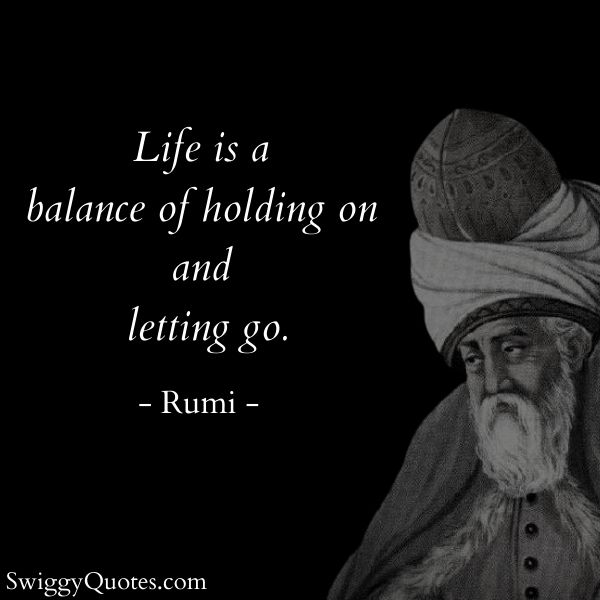 Life is a
balance of holding on
and
letting go.
- Rumi -
SwiggyQuotes.com